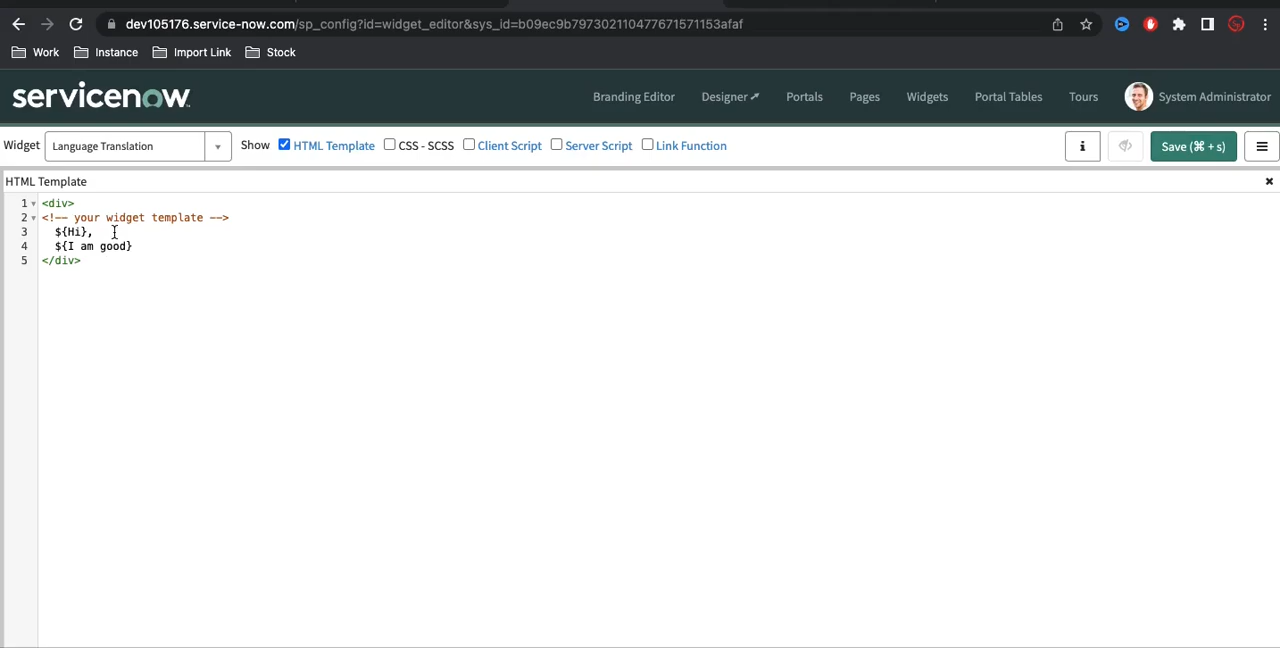 dev105176.service-now.com/sp_config?id=widget_editor&sys_id=b09ec9b797302110477671571153afaf
Work Instance Import Link Stock
servicenow Branding Editor Designer Portals Pages Widgets Portal Tables Tours System Administrator
Widget Language Translation Show HTML Template CSS - SCSS Client Script Server Script Link Function i Save (⌘ + s)
HTML Template
1 <div>
2 <!-- your widget template -->
3 ${Hi},
4 ${I am good}
5 </div>